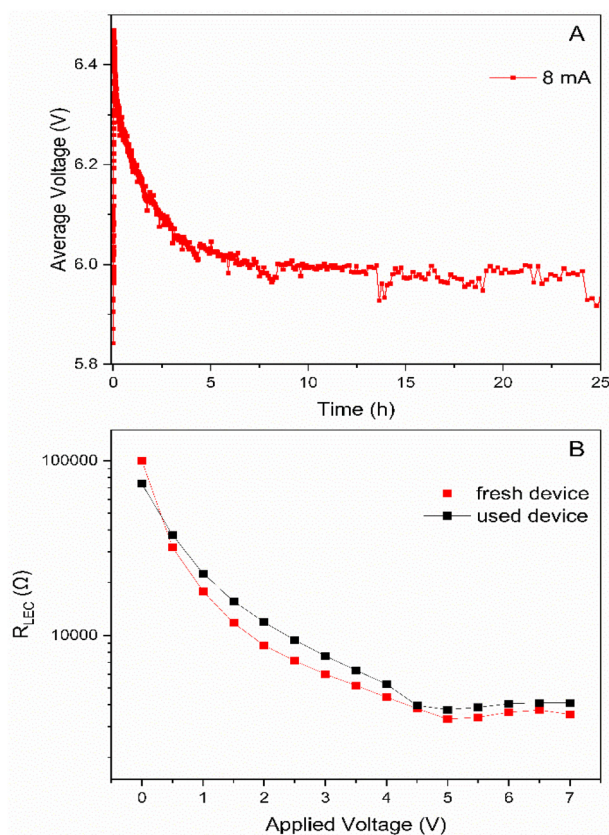 A
8 mA
6.4
6.2
6.0
5.8
Average Voltage (V)
0 5 10 15 20 25
Time (h)
B
fresh device
used device
100000
10000
R_LEC (Ω)
0 1 2 3 4 5 6 7
Applied Voltage (V)